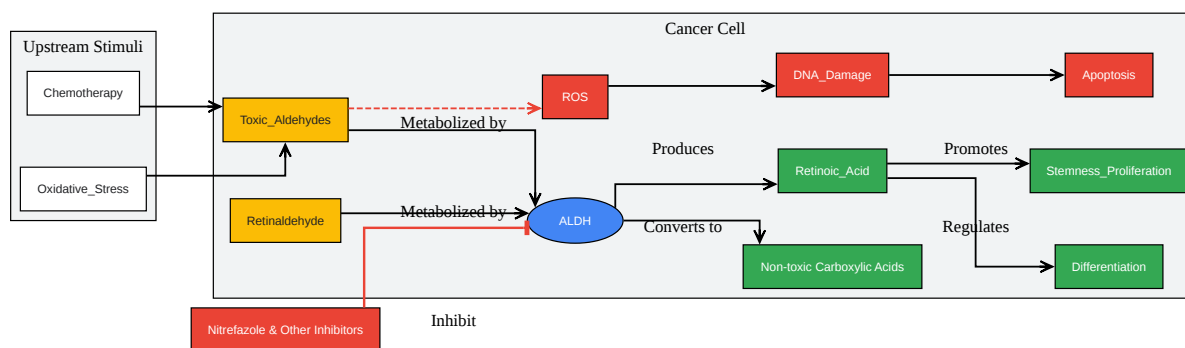 Cancer Cell
Upstream Stimuli
Chemotherapy
Oxidative_Stress
Toxic_Aldehydes
Retinaldehyde
Metabolized by
Metabolized by
ROS
ALDH
DNA_Damage
Apoptosis
Produces
Converts to
Retinoic_Acid
Non-toxic Carboxylic Acids
Promotes
Regulates
Stemness_Proliferation
Differentiation
Nitrefazole & Other Inhibitors
Inhibit